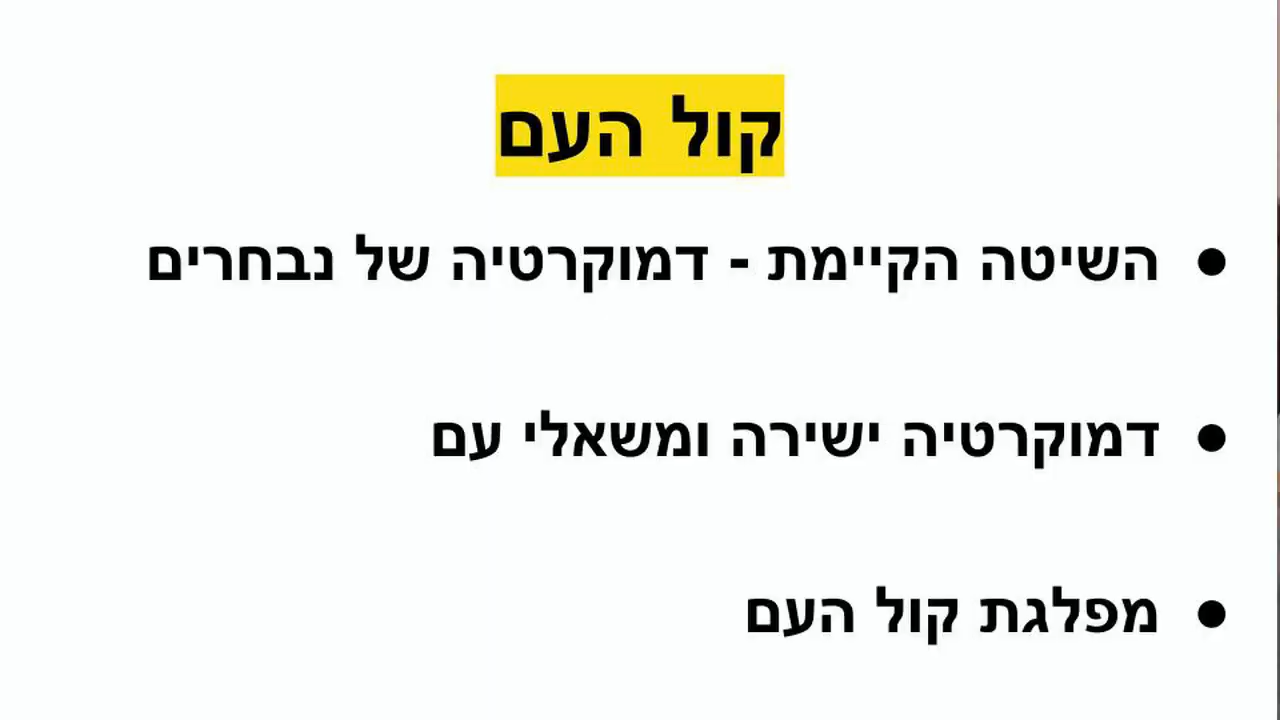 קול העם
● השיטה הקיימת - דמוקרטיה של נבחרים
● דמוקרטיה ישירה ומשאלי עם
● מפלגת קול העם